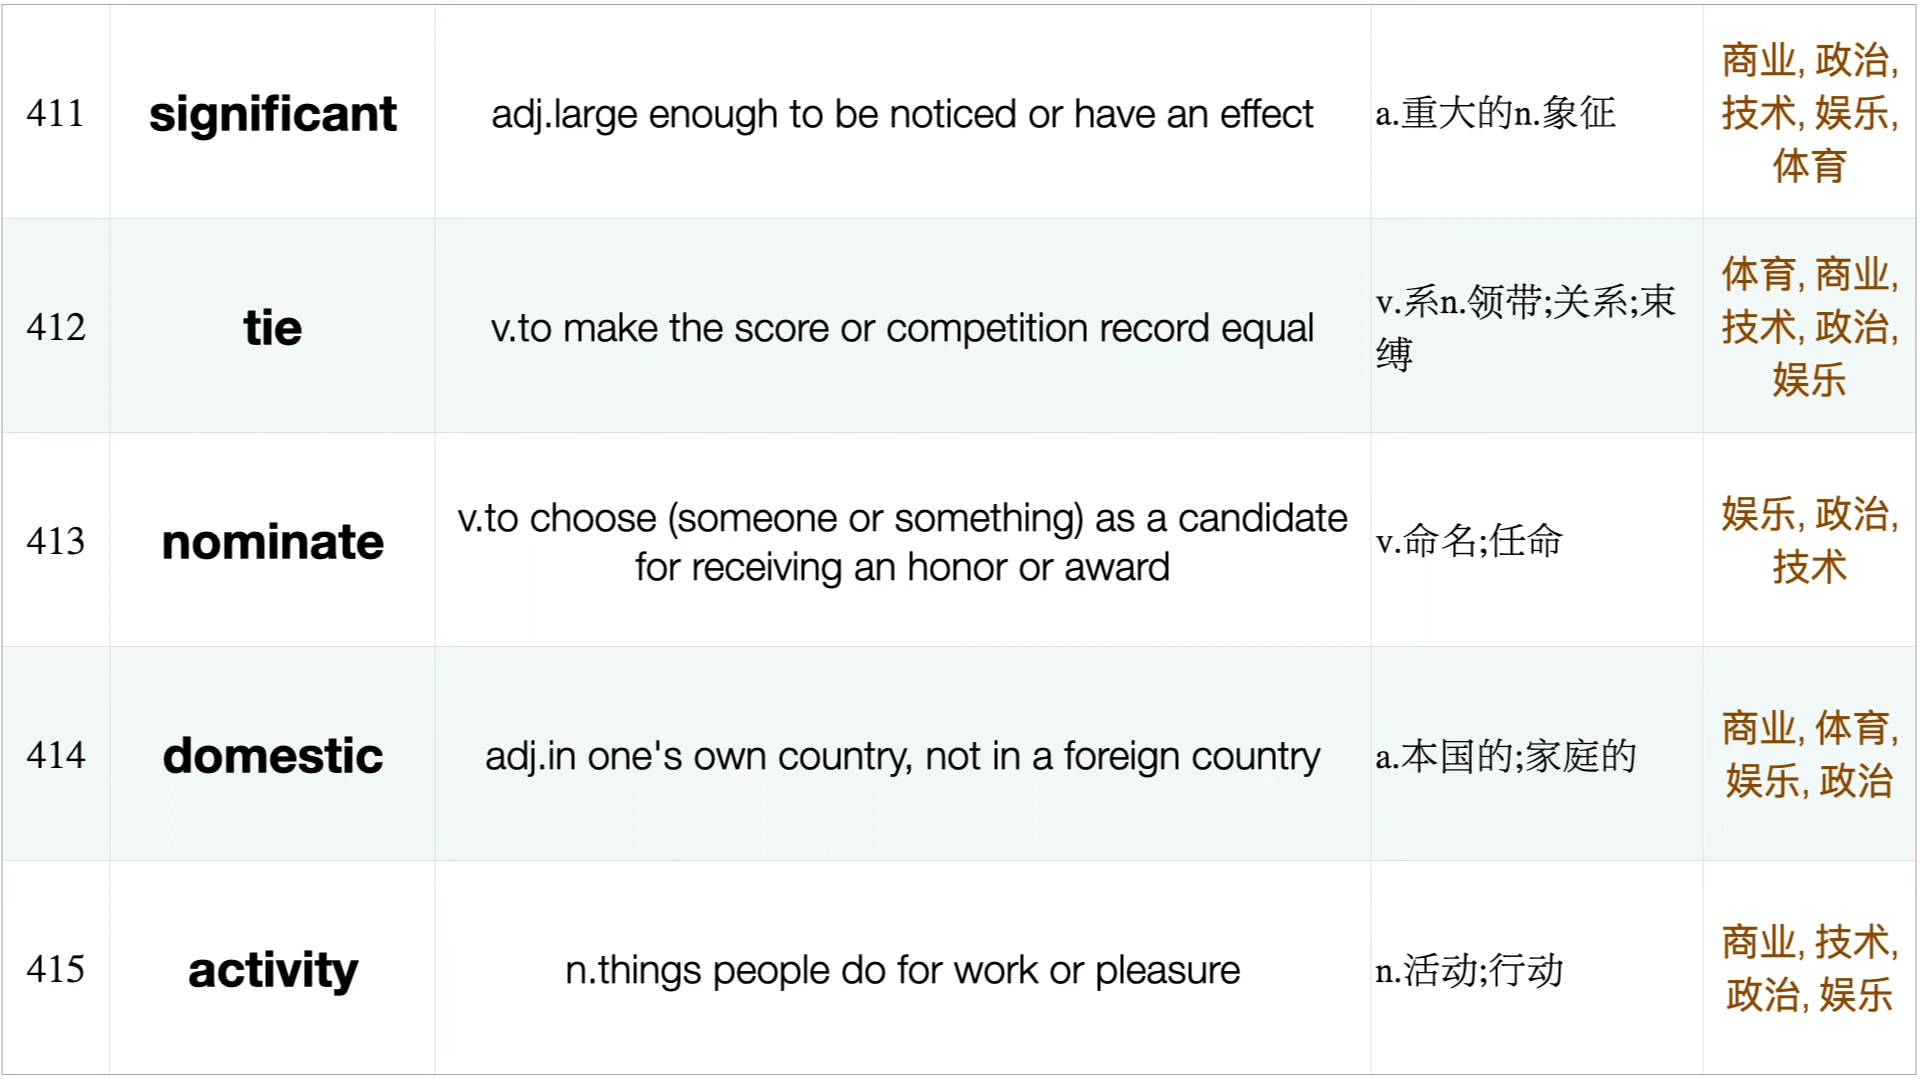 411
significant
adj.large enough to be noticed or have an effect
a.重大的n.象征
商业, 政治,
技术, 娱乐,
体育
412
tie
v.to make the score or competition record equal
v.系n.领带;关系;束
缚
体育, 商业,
技术, 政治,
娱乐
413
nominate
v.to choose (someone or something) as a candidate
for receiving an honor or award
v.命名;任命
娱乐, 政治,
技术
414
domestic
adj.in one's own country, not in a foreign country
a.本国的;家庭的
商业, 体育,
娱乐, 政治
415
activity
n.things people do for work or pleasure
n.活动;行动
商业, 技术,
政治, 娱乐